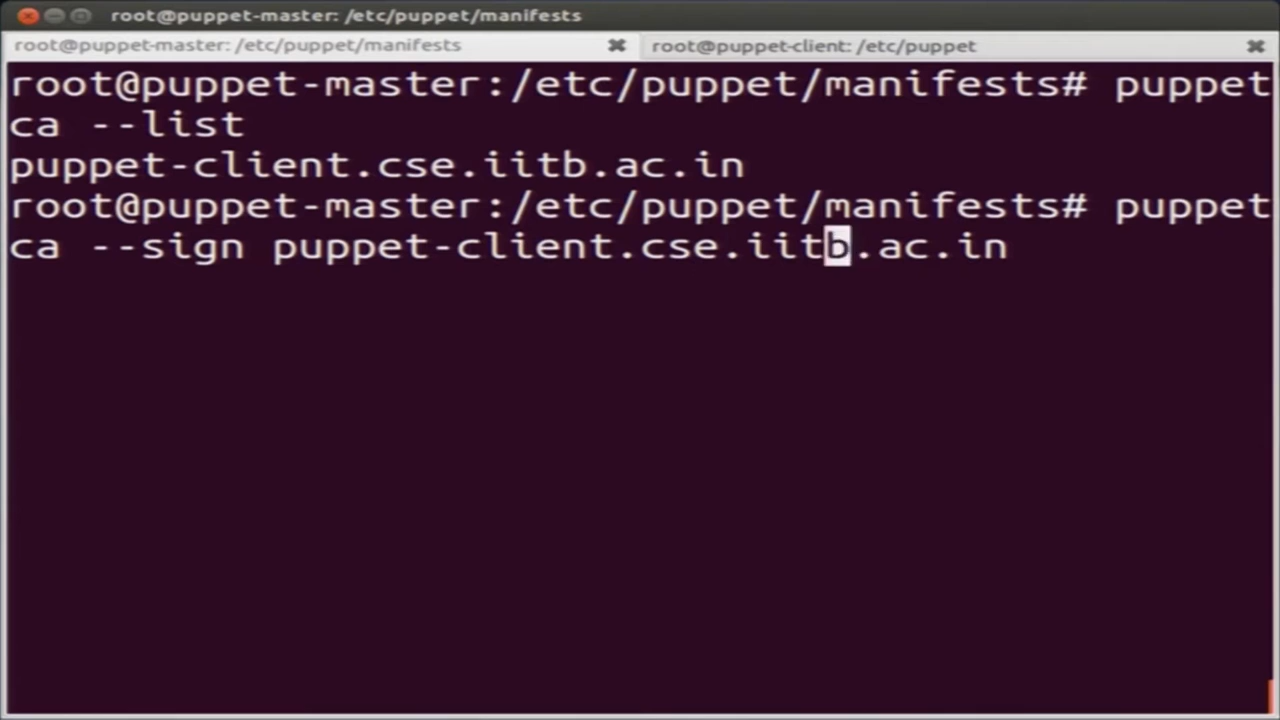 root@puppet-master: /etc/puppet/manifests
root@puppet-master: /etc/puppet/manifests
root@puppet-client: /etc/puppet
root@puppet-master:/etc/puppet/manifests# puppet
ca --list
puppet-client.cse.iitb.ac.in
root@puppet-master:/etc/puppet/manifests# puppet
ca --sign puppet-client.cse.iitb.ac.in